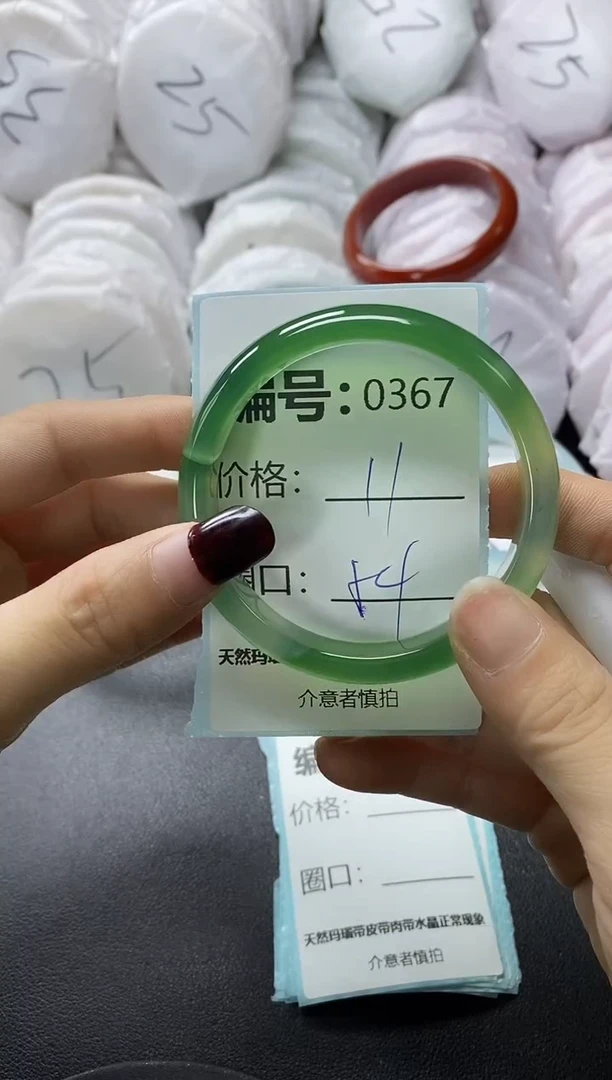 25
25
25
编号：0367
价格： 11
圈口： 54
天然玛
介意者慎拍
编
价格：
圈口：
天然玛瑙带皮带肉带水晶正常现象
介意者慎拍